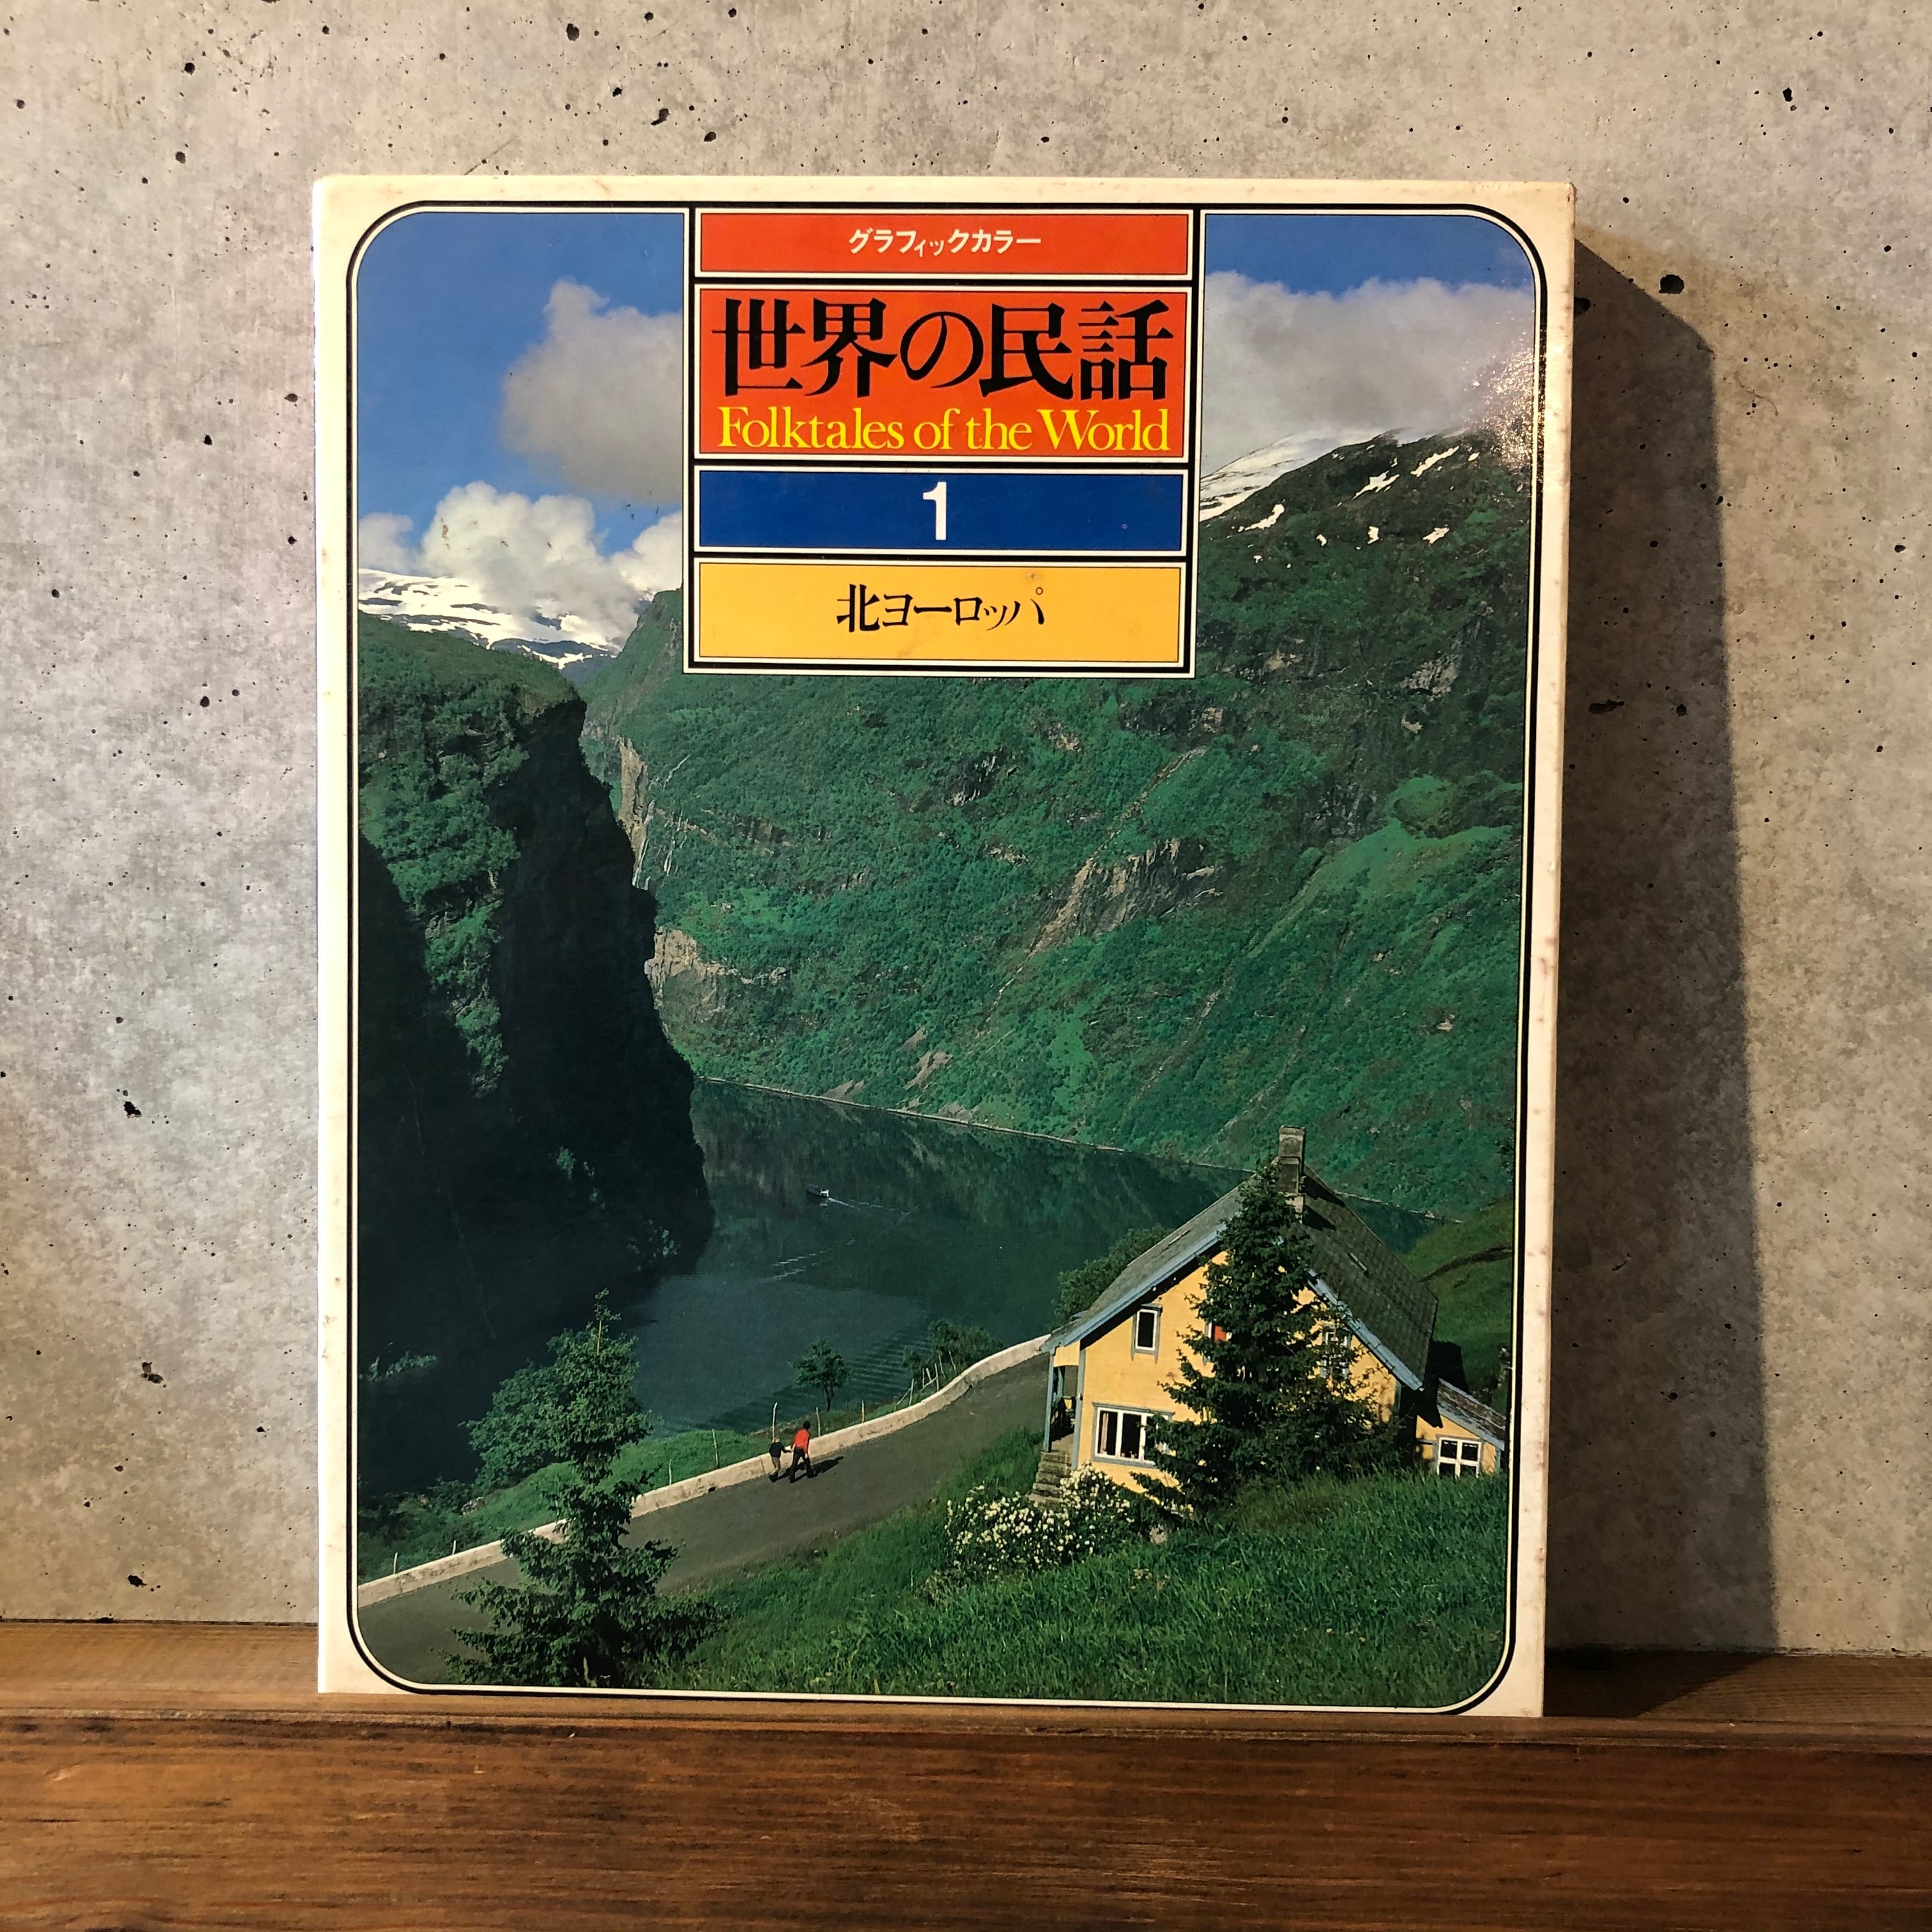 グラフィックカラー
世界の民話
Folktales of the World
1
北ヨーロッパ